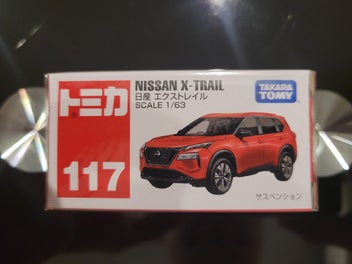 トミカ
117
NISSAN X-TRAIL
日産 エクストレイル
SCALE 1/63
TAKARA
TOMY
サスペンション